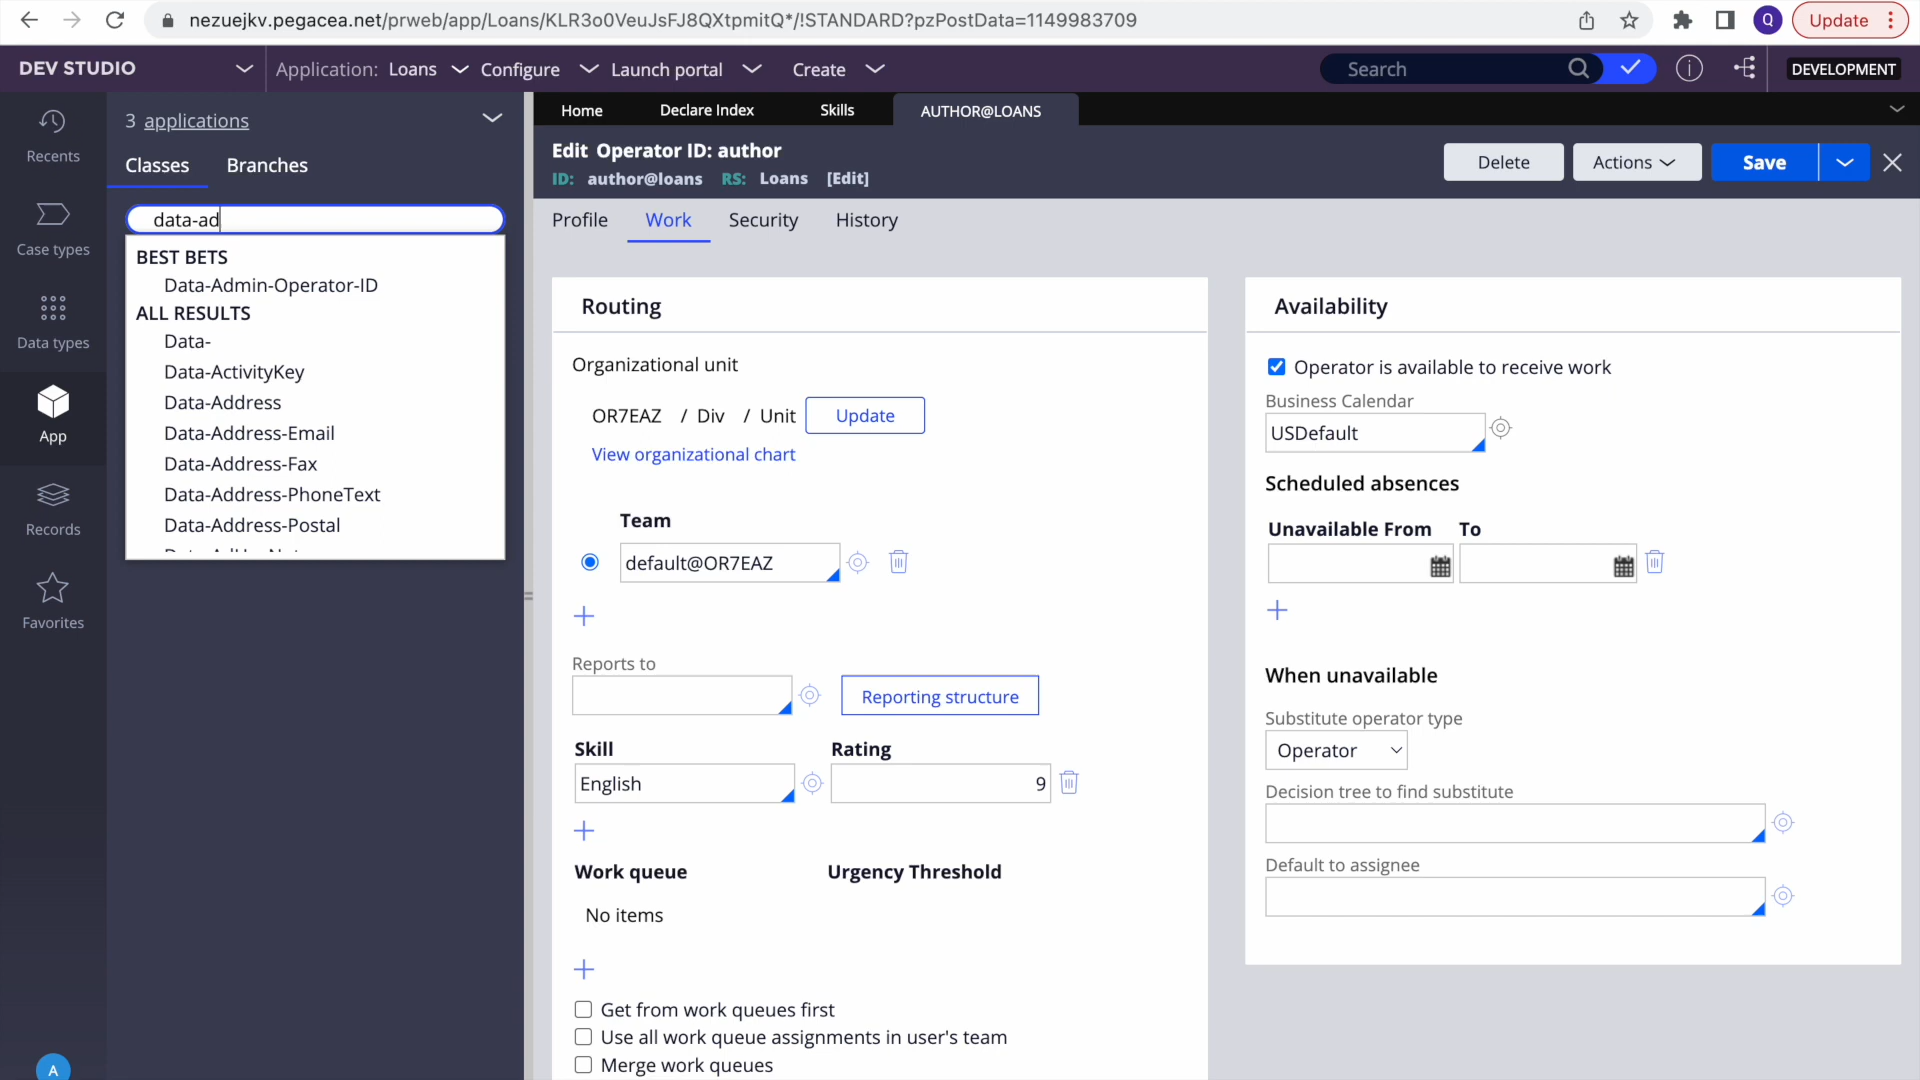 nezuejkv.pegacea.net/prweb/app/Loans/KLR3o0VeuJsFJ8QXtpmitQ*/!STANDARD?pzPostData=1149983709
Q
Update
DEV STUDIO
Application: Loans
Configure
Launch portal
Create
Search
DEVELOPMENT
Recents
Case types
Data types
App
Records
Favorites
A
3 applications
Classes
Branches
data-ad
BEST BETS
Data-Admin-Operator-ID
ALL RESULTS
Data-
Data-ActivityKey
Data-Address
Data-Address-Email
Data-Address-Fax
Data-Address-PhoneText
Data-Address-Postal
Home
Declare Index
Skills
AUTHOR@LOANS
Edit Operator ID: author
ID: author@loans RS: Loans [Edit]
Delete
Actions
Save
Profile
Work
Security
History
Routing
Organizational unit
OR7EAZ / Div / Unit
Update
View organizational chart
Team
default@OR7EAZ
Reports to
Reporting structure
Skill
Rating
English
9
Work queue
Urgency Threshold
No items
Get from work queues first
Use all work queue assignments in user's team
Merge work queues
Availability
Operator is available to receive work
Business Calendar
USDefault
Scheduled absences
Unavailable From
To
When unavailable
Substitute operator type
Operator
Decision tree to find substitute
Default to assignee